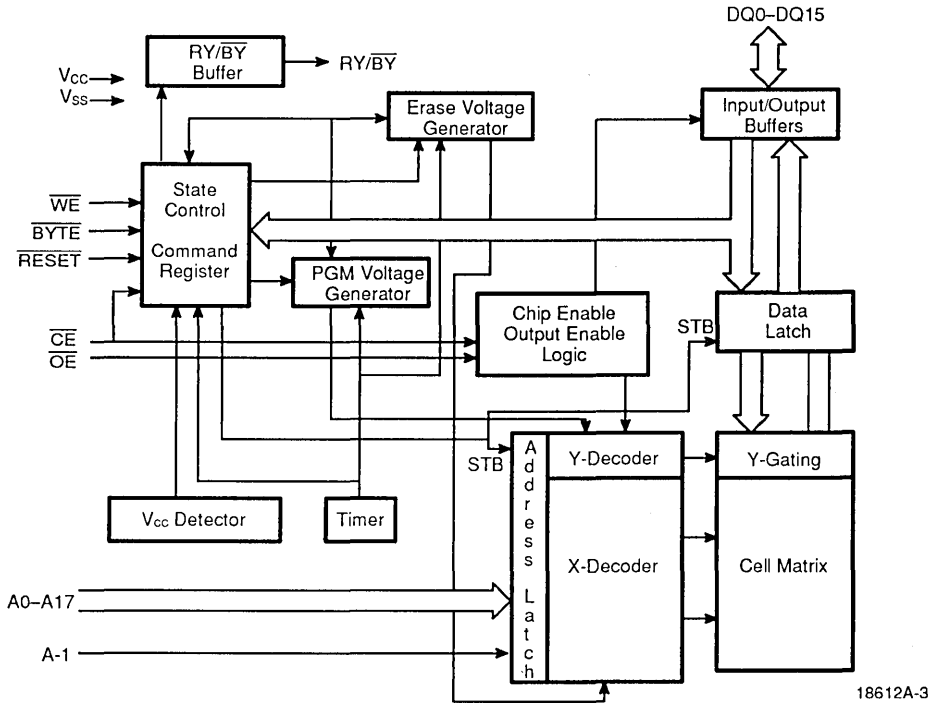 DQ0–DQ15
RY/BY
Buffer
RY/BY
VCC
VSS
Erase Voltage
Generator
Input/Output
Buffers
State
Control
Command
Register
WE
BYTE
RESET
PGM Voltage
Generator
CE
OE
Chip Enable
Output Enable
Logic
STB
Data
Latch
STB
Address Latch
Y-Decoder
Y-Gating
VCC Detector
Timer
X-Decoder
Cell Matrix
A0–A17
A-1
18612A-3